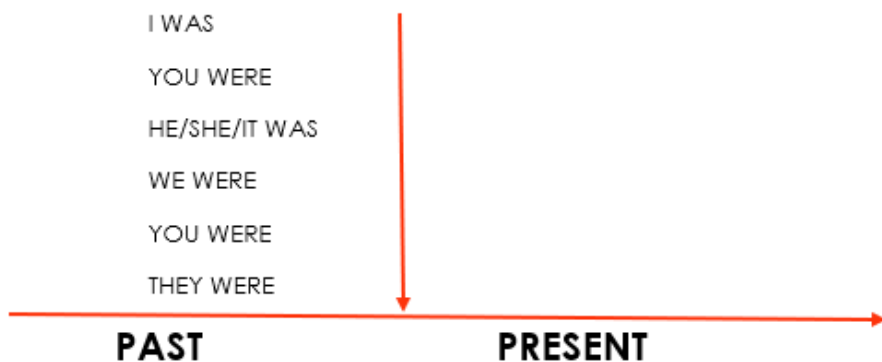 I WAS
YOU WERE
HE/SHE/IT WAS
WE WERE
YOU WERE
THEY WERE
PAST PRESENT